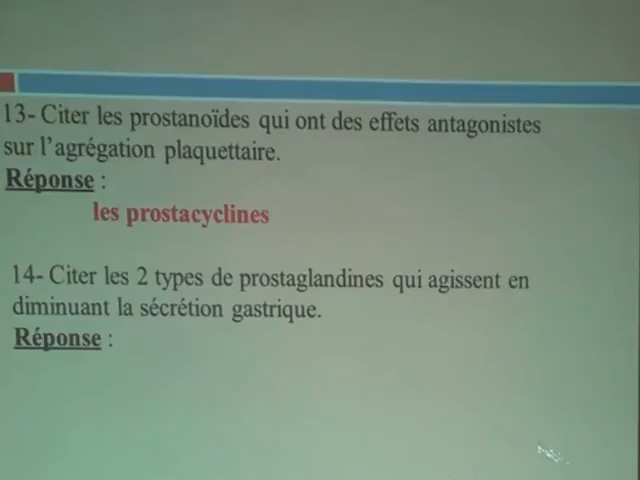 13- Citer les prostanoïdes qui ont des effets antagonistes
sur l'agrégation plaquettaire.
Réponse :
les prostacyclines
14- Citer les 2 types de prostaglandines qui agissent en
diminuant la sécrétion gastrique.
Réponse :